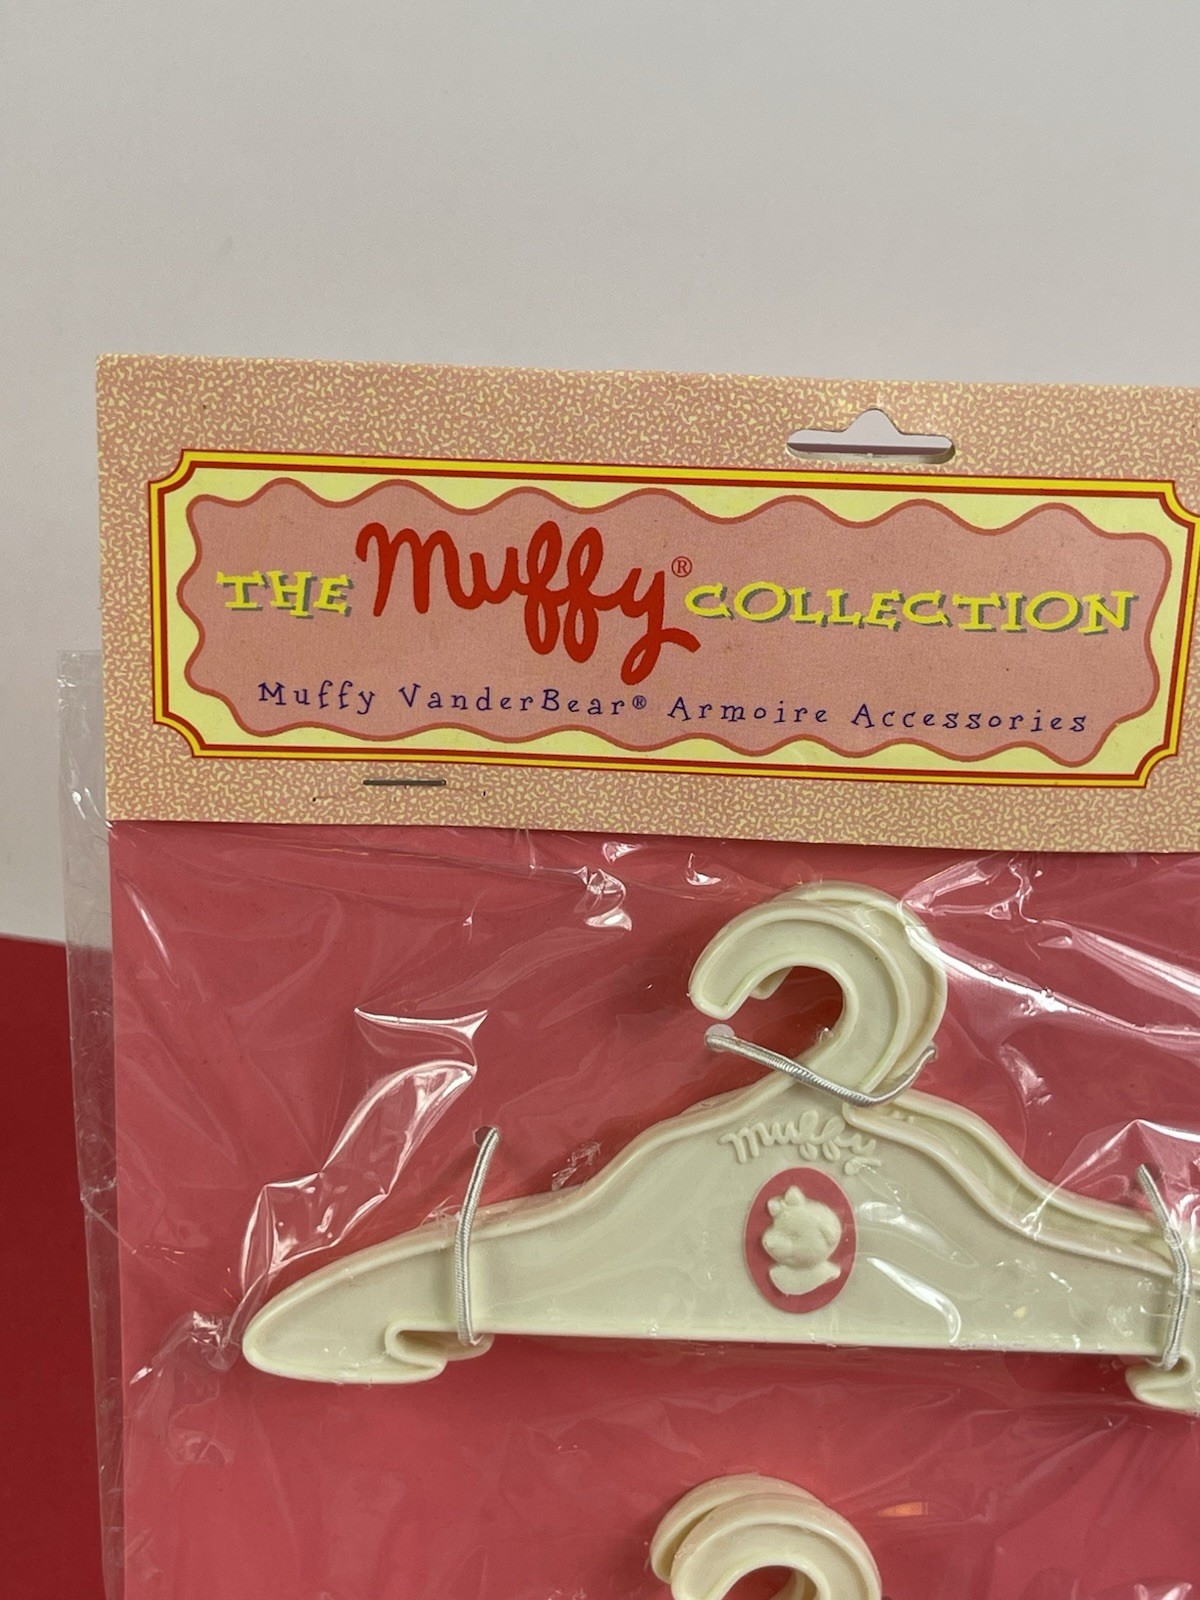 THE Muffy® COLLECTION
Muffy VanderBear® Armoire Accessories
muffy